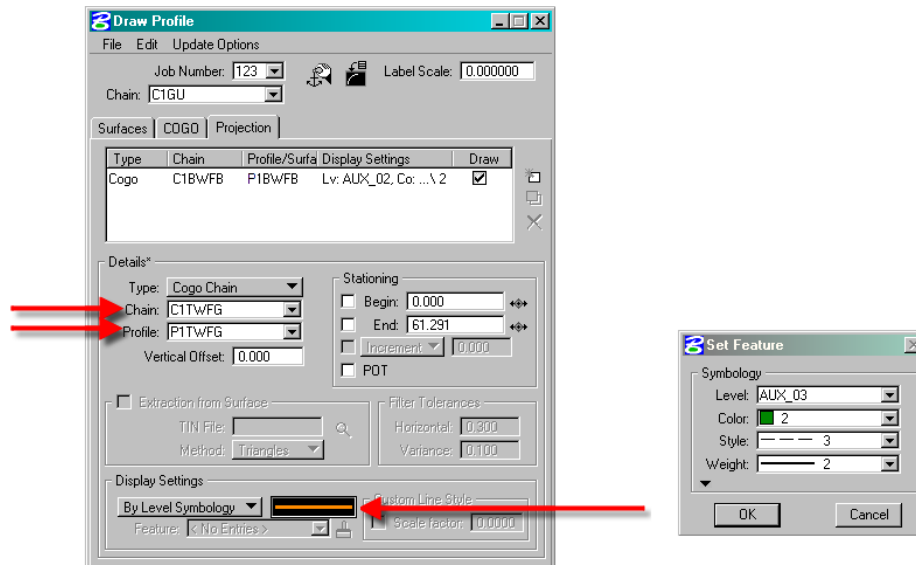 Draw Profile
File Edit Update Options
Job Number: 123 Label Scale: 0.000000
Chain: C1GU
Surfaces COGO Projection
Type Chain Profile/Surfa Display Settings Draw
Cogo C1BWFB P1BWFB Lv: AUX_02, Co: ...\ 2
Details*
Type: Cogo Chain
Chain: C1TWFG
Profile: P1TWFG
Vertical Offset: 0.000
Stationing
Begin: 0.000
End: 61.291
Increment 0.000
POT
Extraction from Surface
TIN File:
Method: Triangles
Filter Tolerances
Horizontal: 0.300
Variance: 0.100
Display Settings
By Level Symbology
Feature: < No Entries >
Custom Line Style
Scale factor: 0.0000
Set Feature
Symbology
Level: AUX_03
Color: 2
Style: 3
Weight: 2
OK Cancel